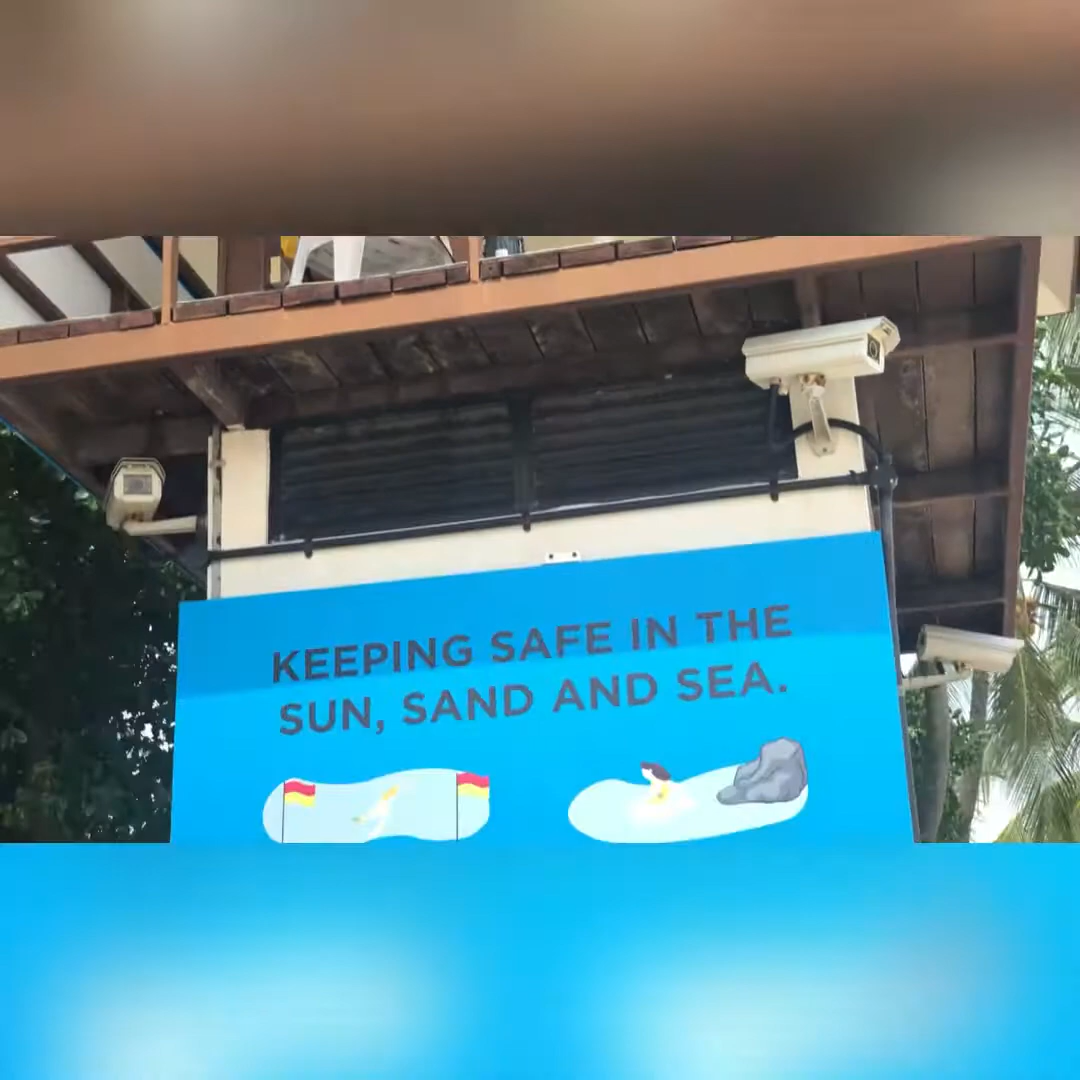 KEEPING SAFE IN THE
SUN, SAND AND SEA.